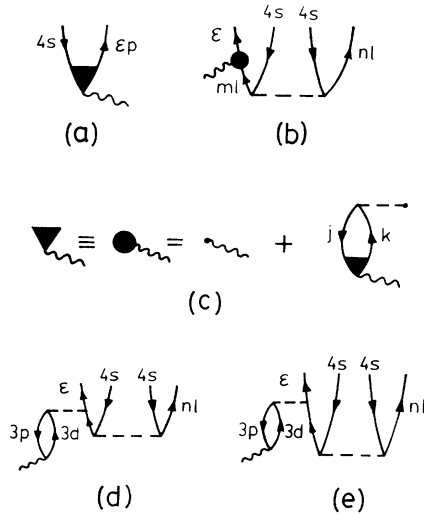 4s εp
(a)
ε 4s 4s
ml nl
(b)
≡ = +
j k
(c)
ε 4s 4s
3p 3d nl
(d)
ε 4s 4s
3p 3d nl
(e)